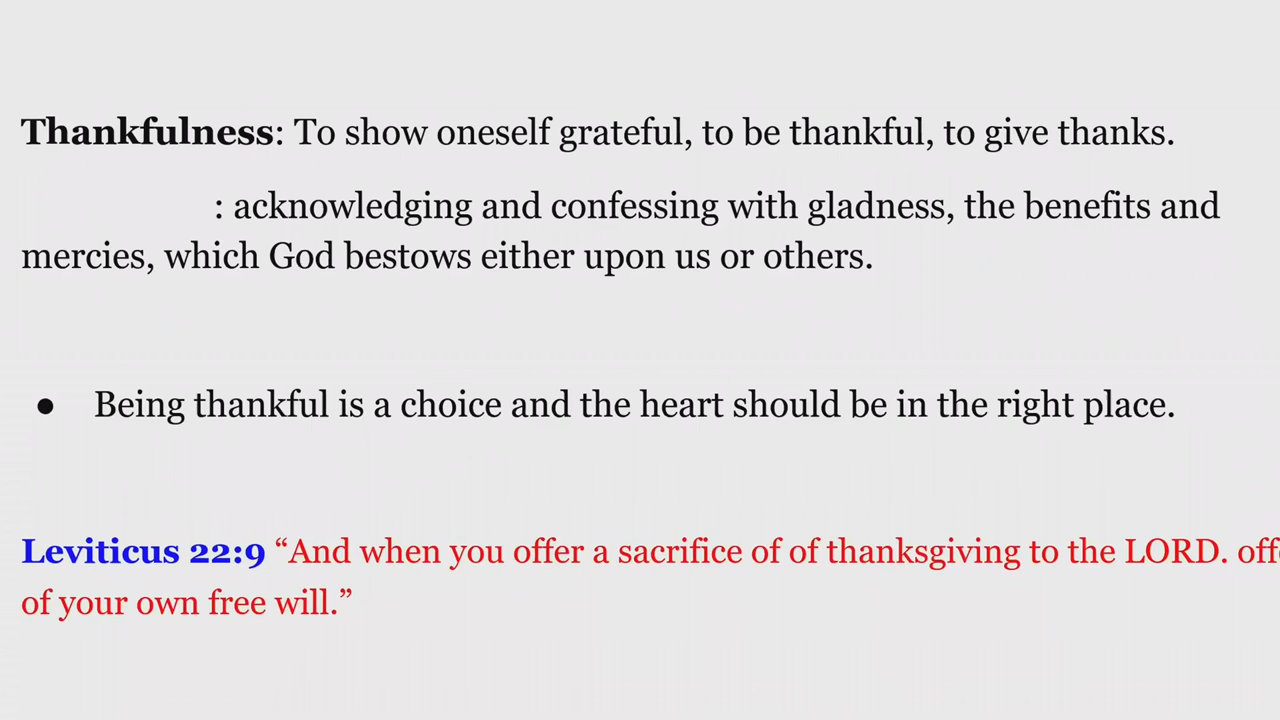 Thankfulness: To show oneself grateful, to be thankful, to give thanks.
: acknowledging and confessing with gladness, the benefits and
mercies, which God bestows either upon us or others.
● Being thankful is a choice and the heart should be in the right place.
Leviticus 22:9 “And when you offer a sacrifice of of thanksgiving to the LORD. off
of your own free will.”